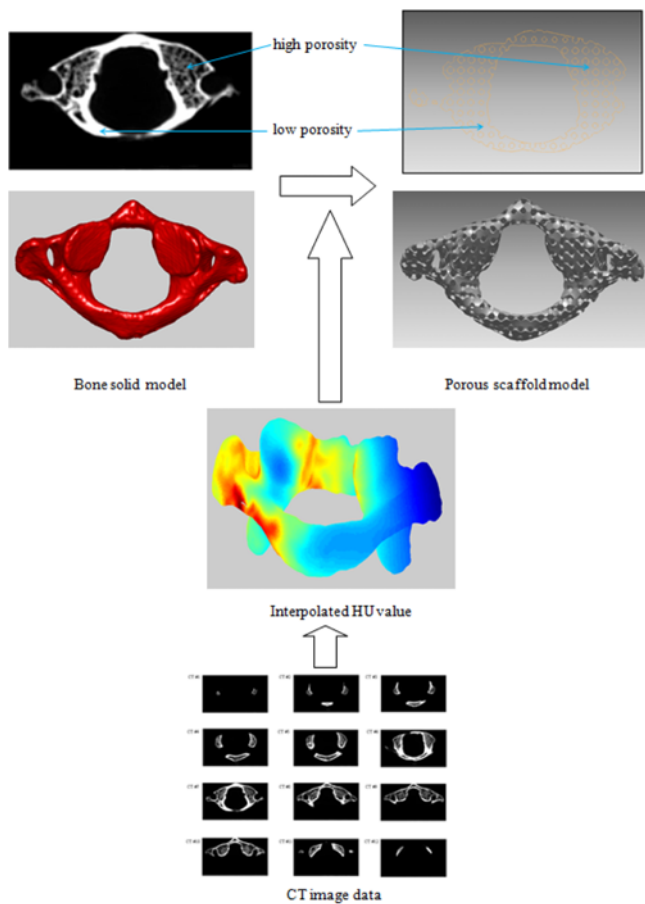 high porosity
low porosity
Bone solid model
Porous scaffold model
Interpolated HU value
CT image data